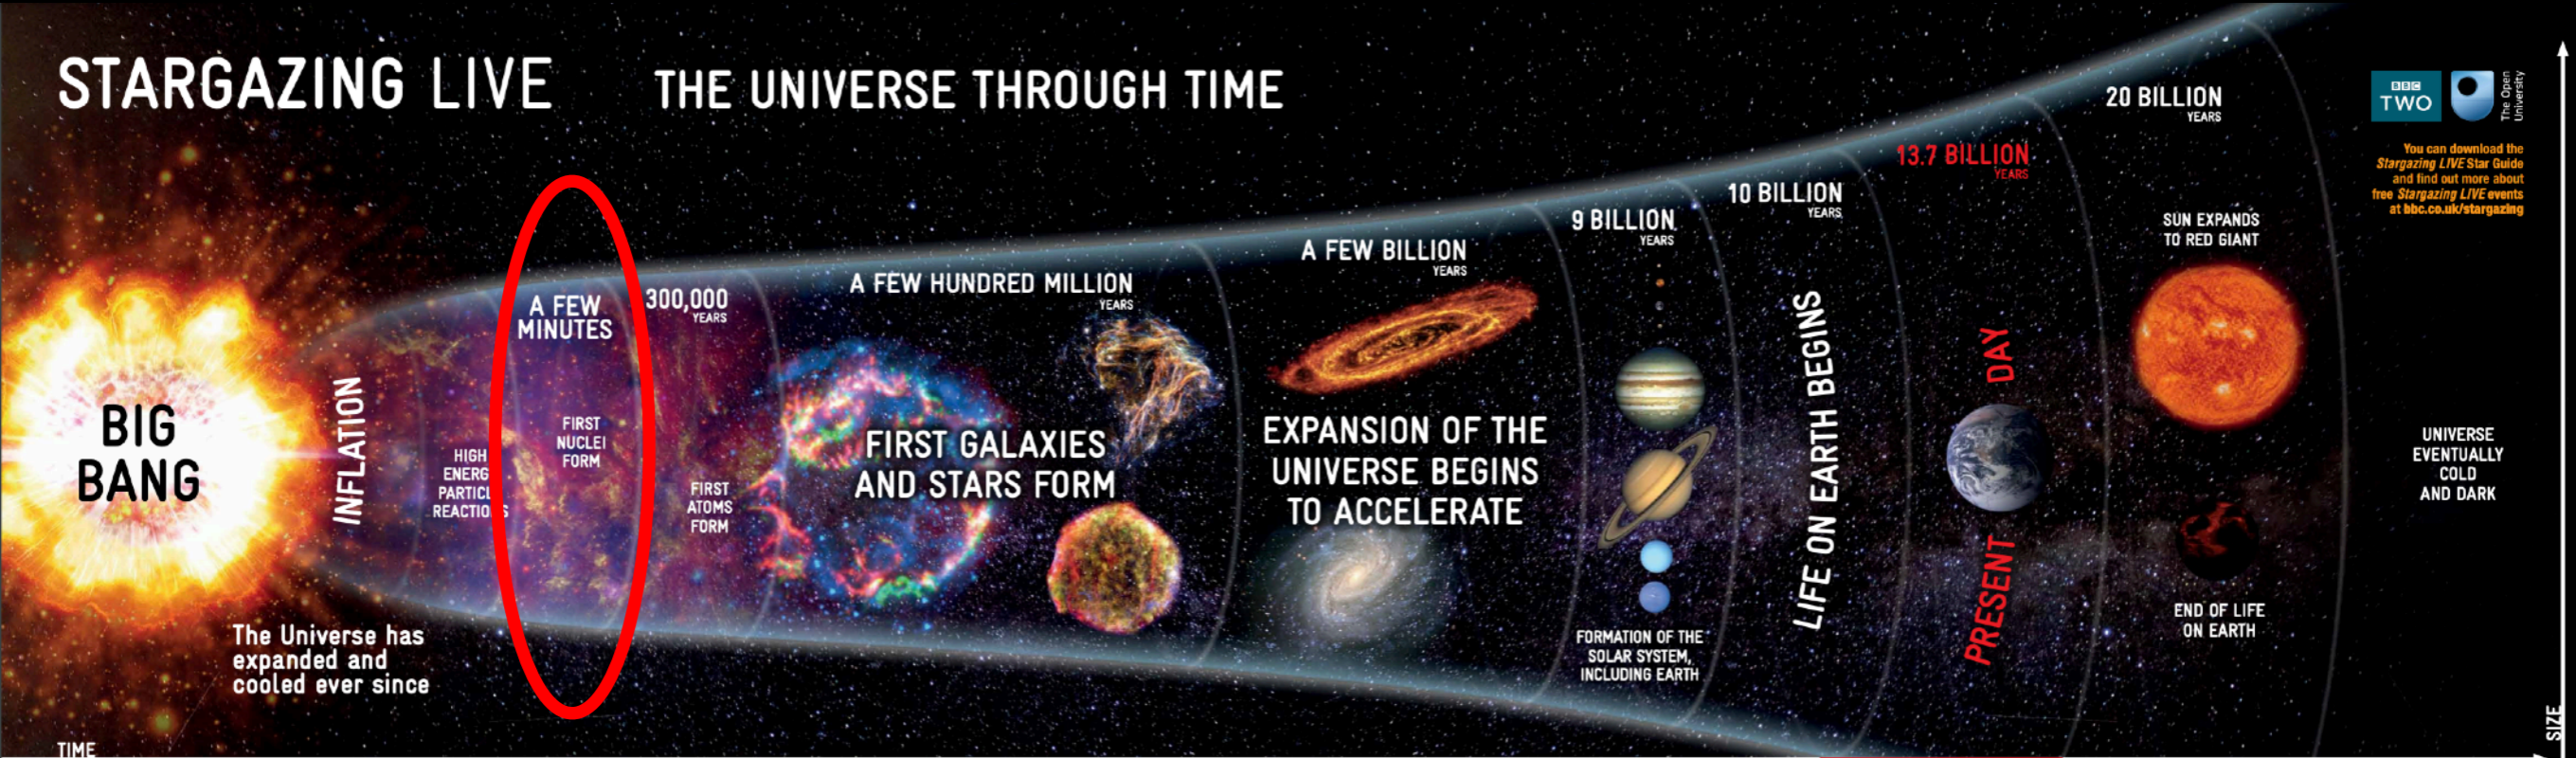 STARGAZING LIVE
THE UNIVERSE THROUGH TIME
BIG
BANG
The Universe has
expanded and
cooled ever since
TIME
INFLATION
HIGH
ENERG
PARTICL
REACTIONS
A FEW
MINUTES
FIRST
NUCLEI
FORM
300,000
YEARS
FIRST
ATOMS
FORM
A FEW HUNDRED MILLION
YEARS
FIRST GALAXIES
AND STARS FORM
A FEW BILLION
YEARS
EXPANSION OF THE
UNIVERSE BEGINS
TO ACCELERATE
9 BILLION
YEARS
FORMATION OF THE
SOLAR SYSTEM,
INCLUDING EARTH
10 BILLION
YEARS
LIFE ON EARTH BEGINS
13.7 BILLION
YEARS
PRESENT DAY
20 BILLION
YEARS
SUN EXPANDS
TO RED GIANT
END OF LIFE
ON EARTH
BBC
TWO
The Open
University
You can download the
Stargazing LIVE Star Guide
and find out more about
free Stargazing LIVE events
at bbc.co.uk/stargazing
UNIVERSE
EVENTUALLY
COLD
AND DARK
SIZE